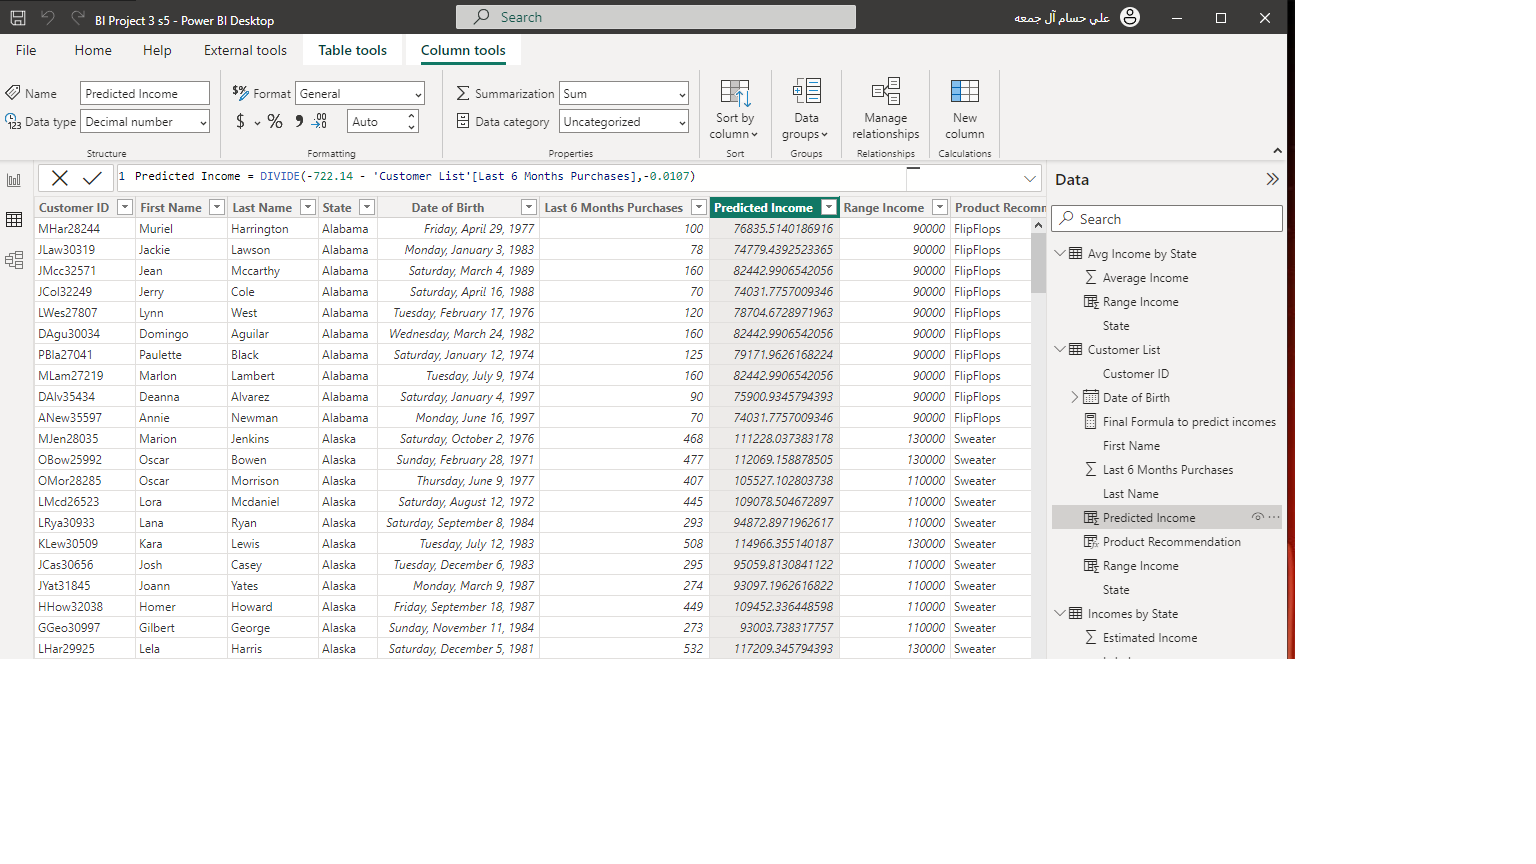 BI Project 3 s5 - Power BI Desktop
Search
علي حسام آل جمعه
File Home Help External tools Table tools Column tools
Name Predicted Income
Data type Decimal number
Structure
Format General
$ % 9 .00 Auto
Formatting
Summarization Sum
Data category Uncategorized
Properties
Sort by column
Sort
Data groups
Groups
Manage relationships
Relationships
New column
Calculations
1 Predicted Income = DIVIDE(-722.14 - 'Customer List'[Last 6 Months Purchases],-0.0107)
Customer ID First Name Last Name State Date of Birth Last 6 Months Purchases Predicted Income Range Income Product Recomm
MHar28244 Muriel Harrington Alabama Friday, April 29, 1977 100 76835.5140186916 90000 FlipFlops
JLaw30319 Jackie Lawson Alabama Monday, January 3, 1983 78 74779.4392523365 90000 FlipFlops
JMcc32571 Jean Mccarthy Alabama Saturday, March 4, 1989 160 82442.9906542056 90000 FlipFlops
JCol32249 Jerry Cole Alabama Saturday, April 16, 1988 70 74031.7757009346 90000 FlipFlops
LWes27807 Lynn West Alabama Tuesday, February 17, 1976 120 78704.6728971963 90000 FlipFlops
DAgu30034 Domingo Aguilar Alabama Wednesday, March 24, 1982 160 82442.9906542056 90000 FlipFlops
PBla27041 Paulette Black Alabama Saturday, January 12, 1974 125 79171.9626168224 90000 FlipFlops
MLam27219 Marlon Lambert Alabama Tuesday, July 9, 1974 160 82442.9906542056 90000 FlipFlops
DAlv35434 Deanna Alvarez Alabama Saturday, January 4, 1997 90 75900.9345794393 90000 FlipFlops
ANew35597 Annie Newman Alabama Monday, June 16, 1997 70 74031.7757009346 90000 FlipFlops
MJen28035 Marion Jenkins Alaska Saturday, October 2, 1976 468 111228.037383178 130000 Sweater
OBow25992 Oscar Bowen Alaska Sunday, February 28, 1971 477 112069.158878505 130000 Sweater
OMor28285 Oscar Morrison Alaska Thursday, June 9, 1977 407 105527.102803738 110000 Sweater
LMcd26523 Lora Mcdaniel Alaska Saturday, August 12, 1972 445 109078.504672897 110000 Sweater
LRya30933 Lana Ryan Alaska Saturday, September 8, 1984 293 94872.8971962617 110000 Sweater
KLew30509 Kara Lewis Alaska Tuesday, July 12, 1983 508 114966.355140187 130000 Sweater
JCas30656 Josh Casey Alaska Tuesday, December 6, 1983 295 95059.8130841122 110000 Sweater
JYat31845 Joann Yates Alaska Monday, March 9, 1987 274 93097.1962616822 110000 Sweater
HHow32038 Homer Howard Alaska Friday, September 18, 1987 449 109452.336448598 110000 Sweater
GGeo30997 Gilbert George Alaska Sunday, November 11, 1984 273 93003.738317757 110000 Sweater
LHar29925 Lela Harris Alaska Saturday, December 5, 1981 532 117209.345794393 130000 Sweater
Data
Search
Avg Income by State
Average Income
Range Income
State
Customer List
Customer ID
Date of Birth
Final Formula to predict incomes
First Name
Last 6 Months Purchases
Last Name
Predicted Income
Product Recommendation
Range Income
State
Incomes by State
Estimated Income